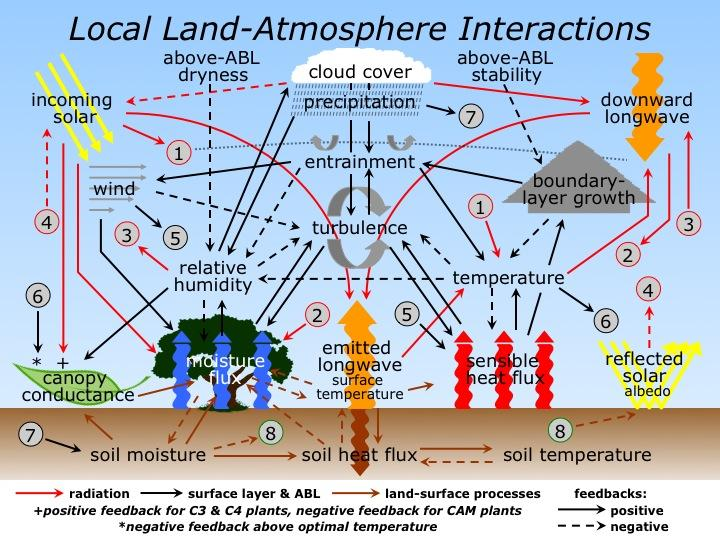 Local Land-Atmosphere Interactions
above-ABL
dryness
cloud cover
above-ABL
stability
precipitation
incoming
solar
downward
longwave
7
1
entrainment
wind
boundary-
layer growth
1
4
3
5
turbulence
3
2
relative
humidity
temperature
6
4
2
5
6
* +
canopy
conductance
moisture
flux
emitted
longwave
surface
temperature
sensible
heat flux
reflected
solar
albedo
7
8
8
soil moisture
soil heat flux
soil temperature
radiation
surface layer & ABL
land-surface processes
feedbacks:
+positive feedback for C3 & C4 plants, negative feedback for CAM plants
positive
*negative feedback above optimal temperature
negative